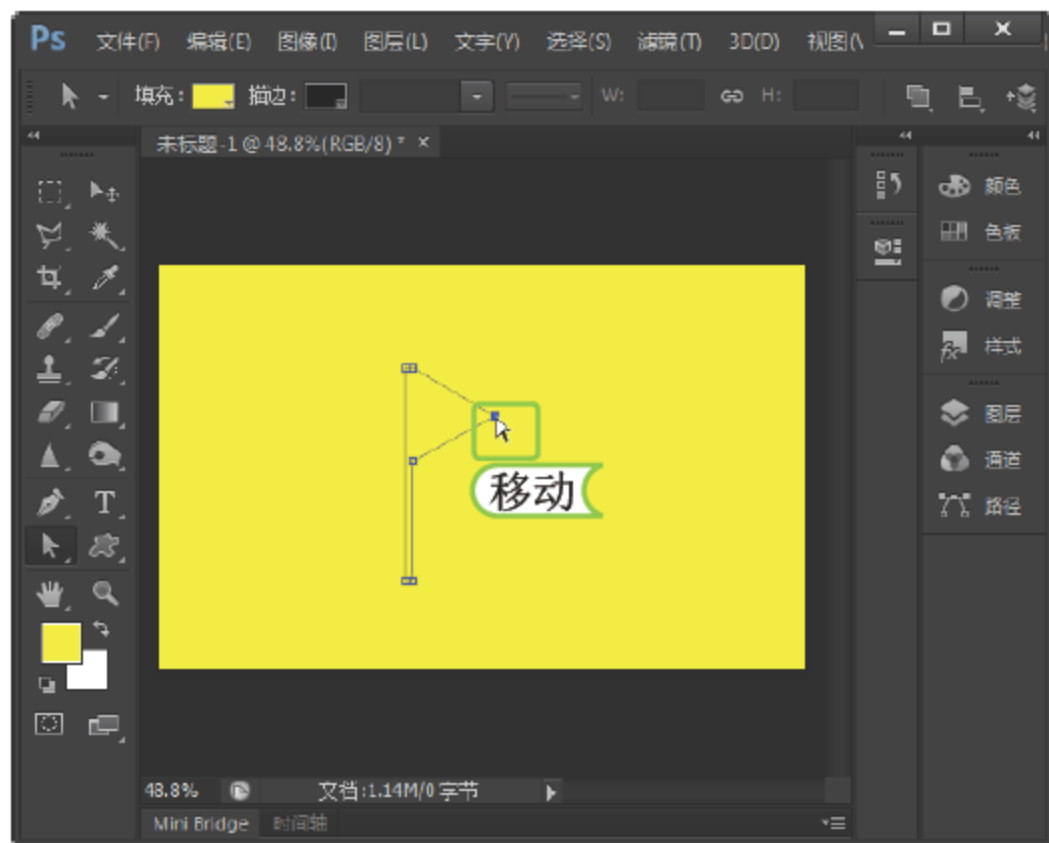 Ps 文件(F) 编辑(E) 图像(I) 图层(L) 文字(Y) 选择(S) 滤镜(T) 3D(D) 视图(V
填充: 描边: W: H:
未标题-1 @ 48.8%(RGB/8) * ×
颜色
色板
调整
样式
图层
通道
路径
移动
48.8% 文档:1.14M/0 字节
Mini Bridge 时间轴